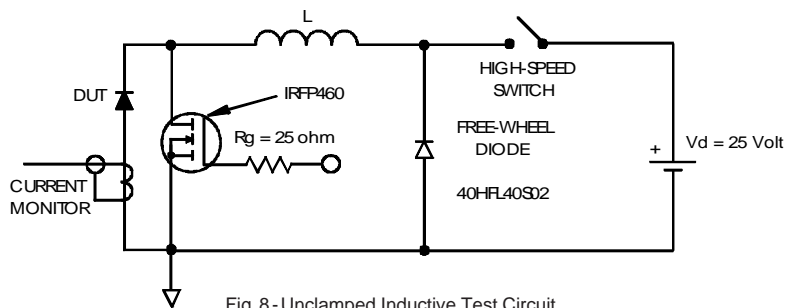 L
HIGH-SPEED
SWITCH
DUT
IRFP460
Rg = 25 ohm
FREE-WHEEL
DIODE
+
Vd = 25 Volt
CURRENT
MONITOR
40HFL40S02
Fig. 8 - Unclamped Inductive Test Circuit